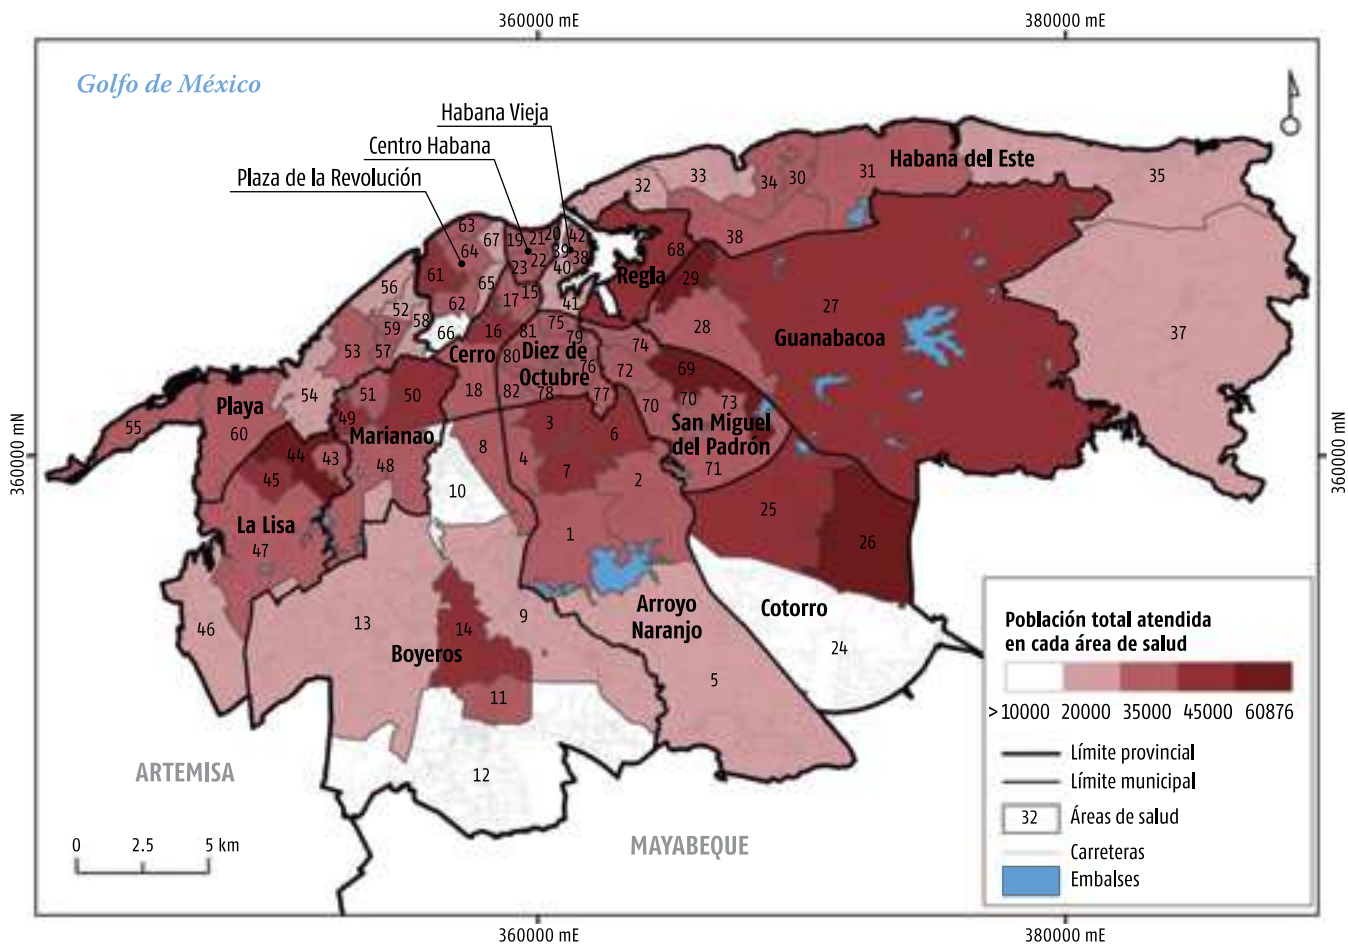 360000 mE
380000 mE
Golfo de México
Habana Vieja
Centro Habana
Plaza de la Revolución
Habana del Este
32
33
34
30
31
35
38
37
63
67
64
61
65
62
66
19
21
20
42
39
38
22
23
40
41
17
15
16
68
Regla
29
28
27
Guanabacoa
56
52
59
58
57
53
54
55
Playa
60
51
50
49
Marianao
48
Cerro
18
81
75
79
80
Diez de
Octubre
76
82
78
77
74
72
69
70
70
73
San Miguel
del Padrón
71
44
43
45
La Lisa
47
46
8
10
3
4
6
7
2
1
25
26
13
14
9
Boyeros
11
12
Arroyo
Naranjo
5
Cotorro
24
360000 mN
360000 mN
ARTEMISA
MAYABEQUE
0 2.5 5 km
Población total atendida
en cada área de salud
>10000 20000 35000 45000 60876
Límite provincial
Límite municipal
32 Áreas de salud
Carreteras
Embalses
360000 mE
380000 mE